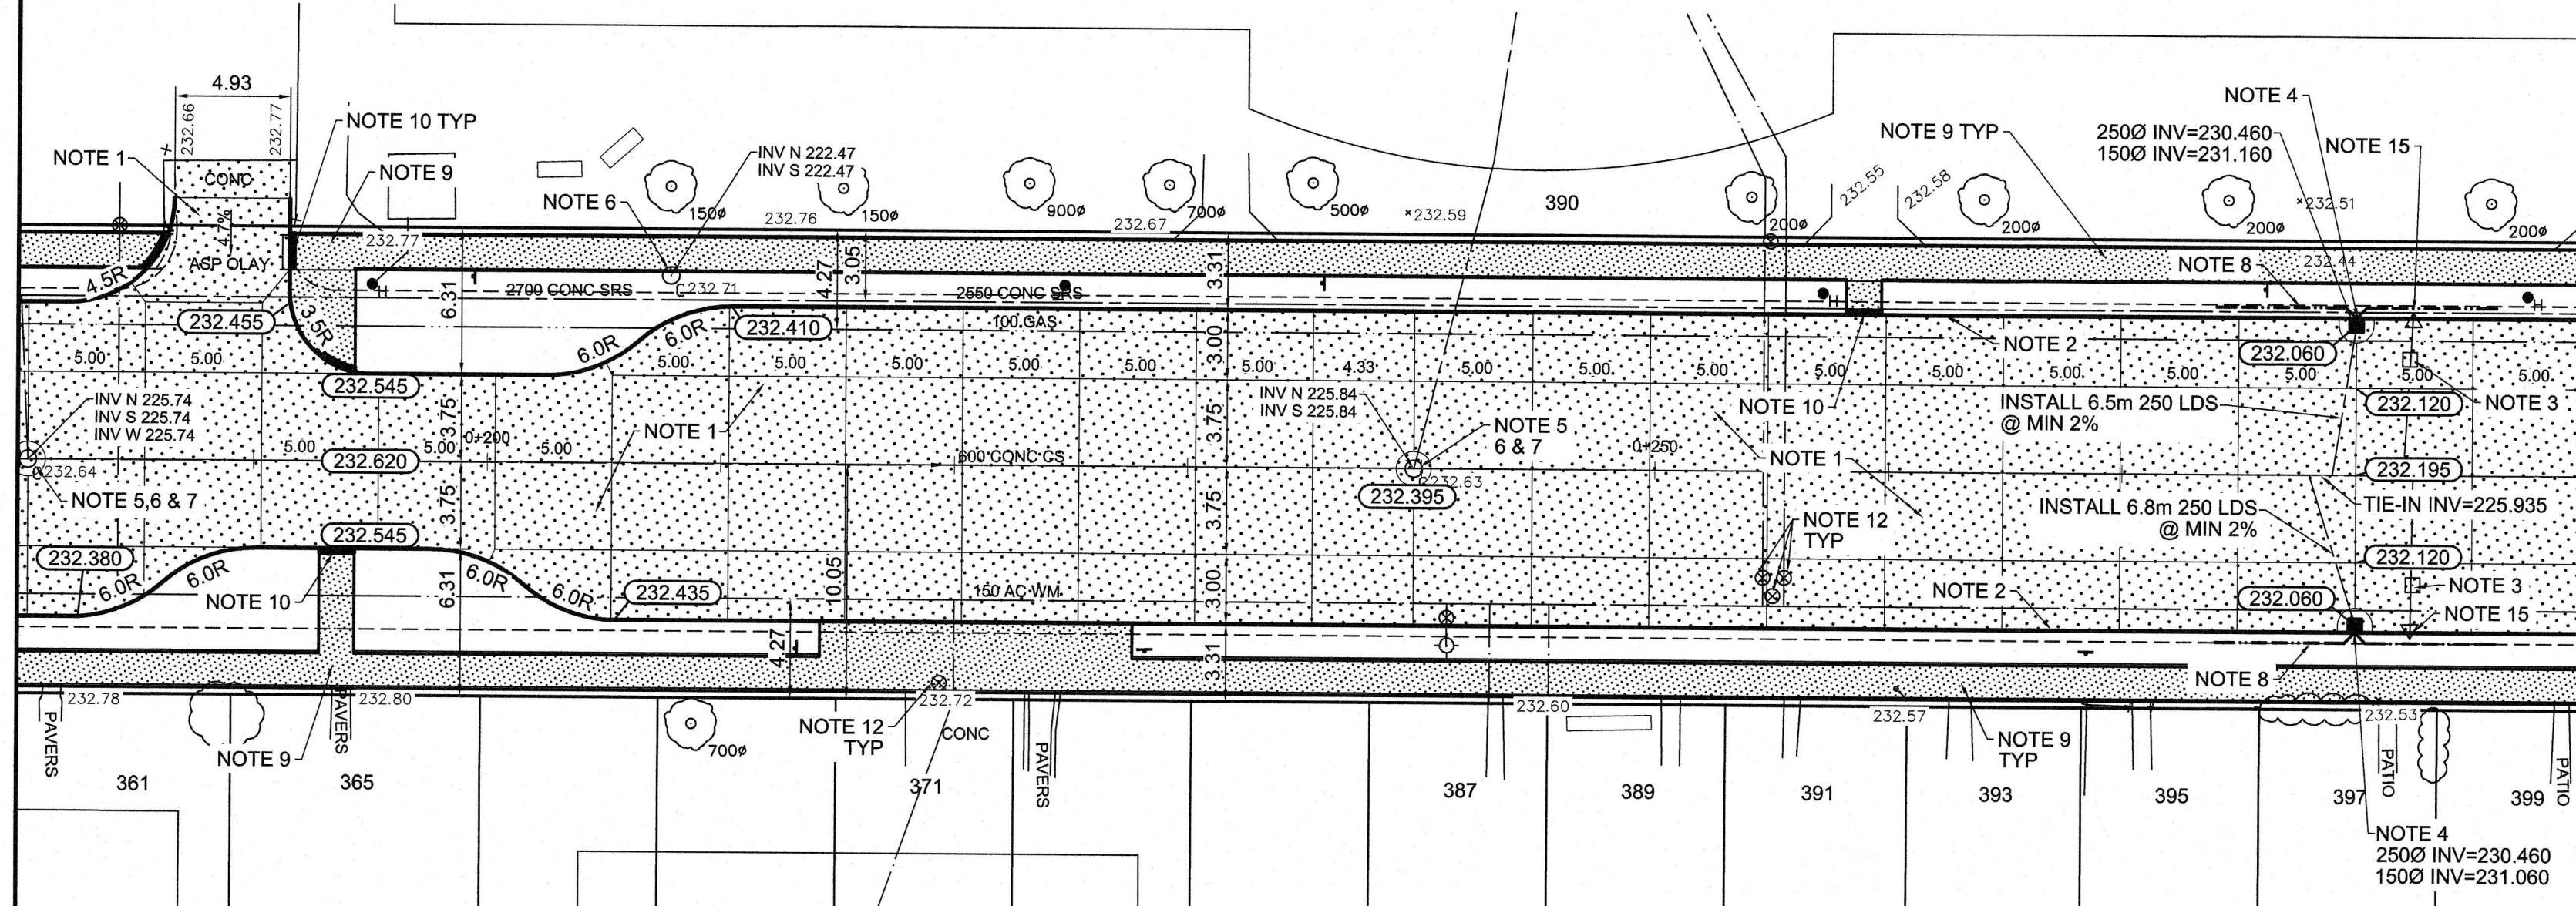 4.93
232.66
232.77
NOTE 1
NOTE 10 TYP
NOTE 9
CONC
4.7%
ASP OLAY
4.5R
3.5R
232.455
232.77
NOTE 6
INV N 222.47
INV S 222.47
150ø
232.76
150ø
900ø
232.67
700ø
500ø
×232.59
390
200ø
232.55
232.58
NOTE 9 TYP
200ø
NOTE 4
250Ø INV=230.460
150Ø INV=231.160
NOTE 15
×232.51
200ø
200ø
NOTE 8
232.44
2700 CONC SRS
232.71
4.27
3.05
2550 CONC SRS
3.31
6.31
6.0R
6.0R
232.410
100 GAS
3.00
NOTE 2
232.060
5.00
5.00
232.545
5.00
5.00
5.00
5.00
5.00
5.00
4.33
5.00
5.00
5.00
5.00
5.00
5.00
5.00
5.00
5.00
5.00
INV N 225.74
INV S 225.74
INV W 225.74
232.64
NOTE 5,6 & 7
3.75
NOTE 1
INV N 225.84
INV S 225.84
3.75
NOTE 5
6 & 7
NOTE 10
INSTALL 6.5m 250 LDS
@ MIN 2%
232.120
NOTE 3
5.00
232.620
5.00
0+200
5.00
600 CONC CS
232.63
232.395
0+250
NOTE 1
232.195
TIE-IN INV=225.935
3.75
3.75
INSTALL 6.8m 250 LDS
@ MIN 2%
NOTE 12
TYP
232.545
232.380
6.0R
6.0R
NOTE 10
6.31
6.0R
6.0R
232.435
10.05
150 AC WM
3.00
NOTE 2
232.120
232.060
NOTE 3
NOTE 15
4.27
3.31
NOTE 8
232.78
PAVERS
PAVERS
232.80
NOTE 9
700ø
NOTE 12
TYP
232.72
CONC
PAVERS
232.60
232.57
NOTE 9
TYP
232.53
PATIO
PATIO
361
365
371
387
389
391
393
395
397
399
NOTE 4
250Ø INV=230.460
150Ø INV=231.060